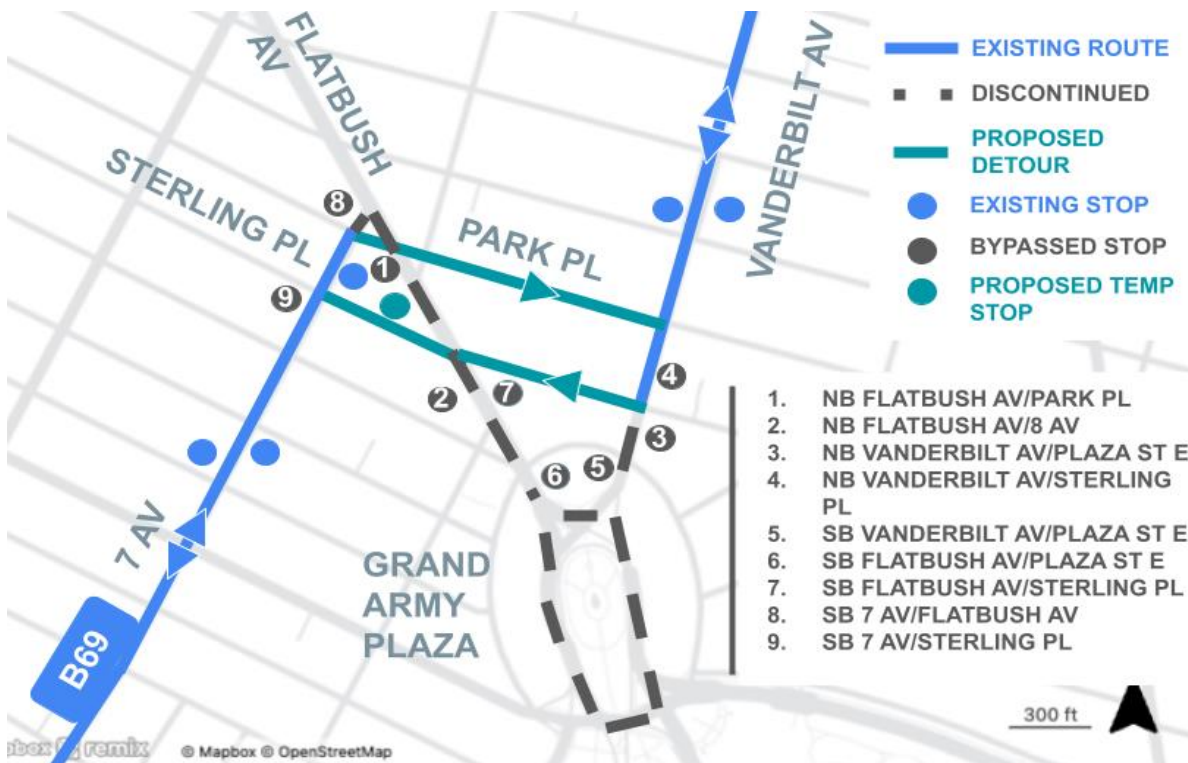 FLATBUSH
AV
VANDERBILT AV
STERLING PL
PARK PL
7 AV
GRAND
ARMY
PLAZA
B69
8
1
9
2
7
4
3
6
5
EXISTING ROUTE
DISCONTINUED
PROPOSED
DETOUR
EXISTING STOP
BYPASSED STOP
PROPOSED TEMP
STOP
1. NB FLATBUSH AV/PARK PL
2. NB FLATBUSH AV/8 AV
3. NB VANDERBILT AV/PLAZA ST E
4. NB VANDERBILT AV/STERLING
PL
5. SB VANDERBILT AV/PLAZA ST E
6. SB FLATBUSH AV/PLAZA ST E
7. SB FLATBUSH AV/STERLING PL
8. SB 7 AV/FLATBUSH AV
9. SB 7 AV/STERLING PL
300 ft
remix
© Mapbox © OpenStreetMap